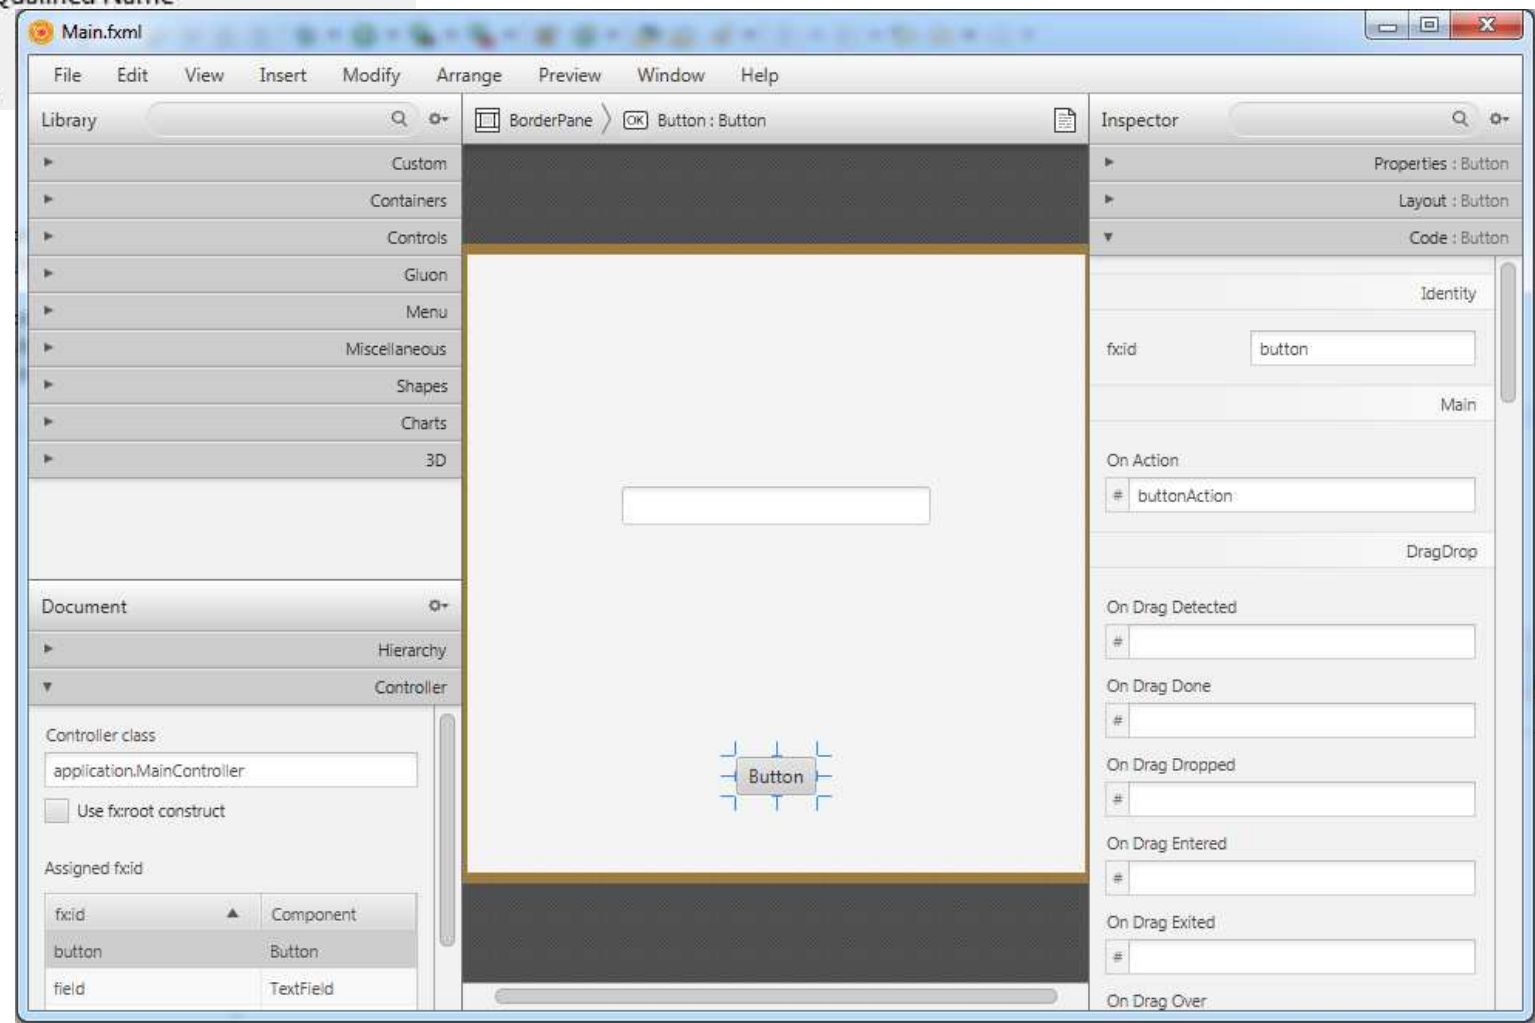 Qualified Name
Main.fxml
File Edit View Insert Modify Arrange Preview Window Help
Library
Custom
Containers
Controls
Gluon
Menu
Miscellaneous
Shapes
Charts
3D
Document
Hierarchy
Controller
Controller class
application.MainController
Use fx:root construct
Assigned fx:id
fx:id Component
button Button
field TextField
BorderPane OK Button : Button
Button
Inspector
Properties : Button
Layout : Button
Code : Button
Identity
fx:id button
Main
On Action
# buttonAction
DragDrop
On Drag Detected
#
On Drag Done
#
On Drag Dropped
#
On Drag Entered
#
On Drag Exited
#
On Drag Over